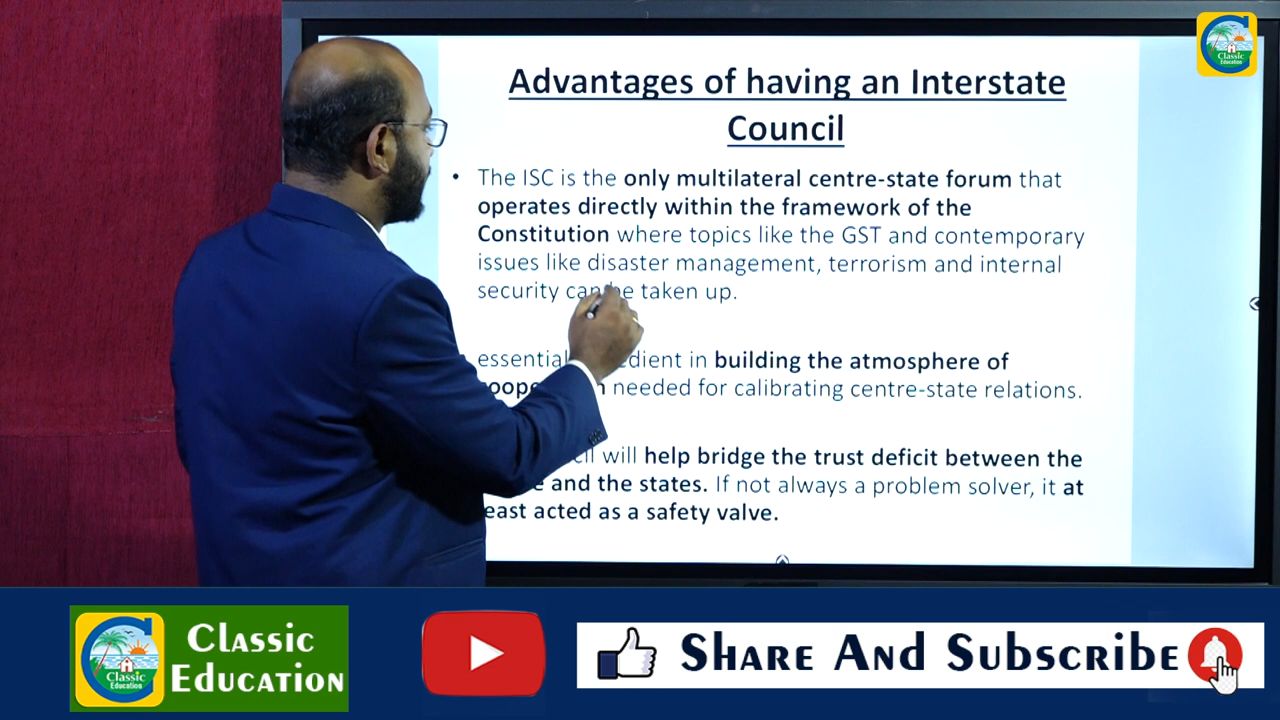 Advantages of having an Interstate
Council
• The ISC is the only multilateral centre-state forum that
operates directly within the framework of the
Constitution where topics like the GST and contemporary
issues like disaster management, terrorism and internal
security can be taken up.
essential in building the atmosphere of
needed for calibrating centre-state relations.
will help bridge the trust deficit between the
and the states. If not always a problem solver, it at
least acted as a safety valve.
Classic
Education
Classic
Education
Classic
Education
Share And Subscribe